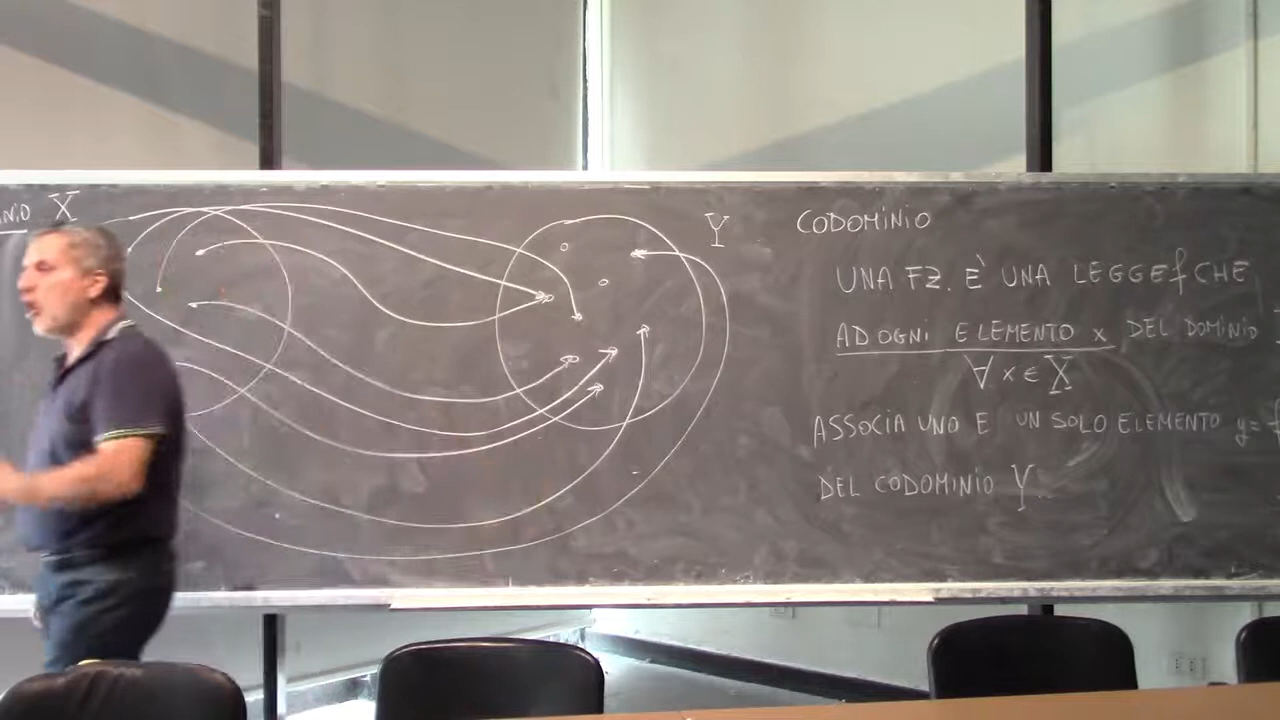 X
Y CODOMINIO
UNA FZ. È UNA LEGGE f CHE
AD OGNI ELEMENTO x DEL DOMINIO
∀ x ∈ X
ASSOCIA UNO E UN SOLO ELEMENTO y=
DEL CODOMINIO Y.